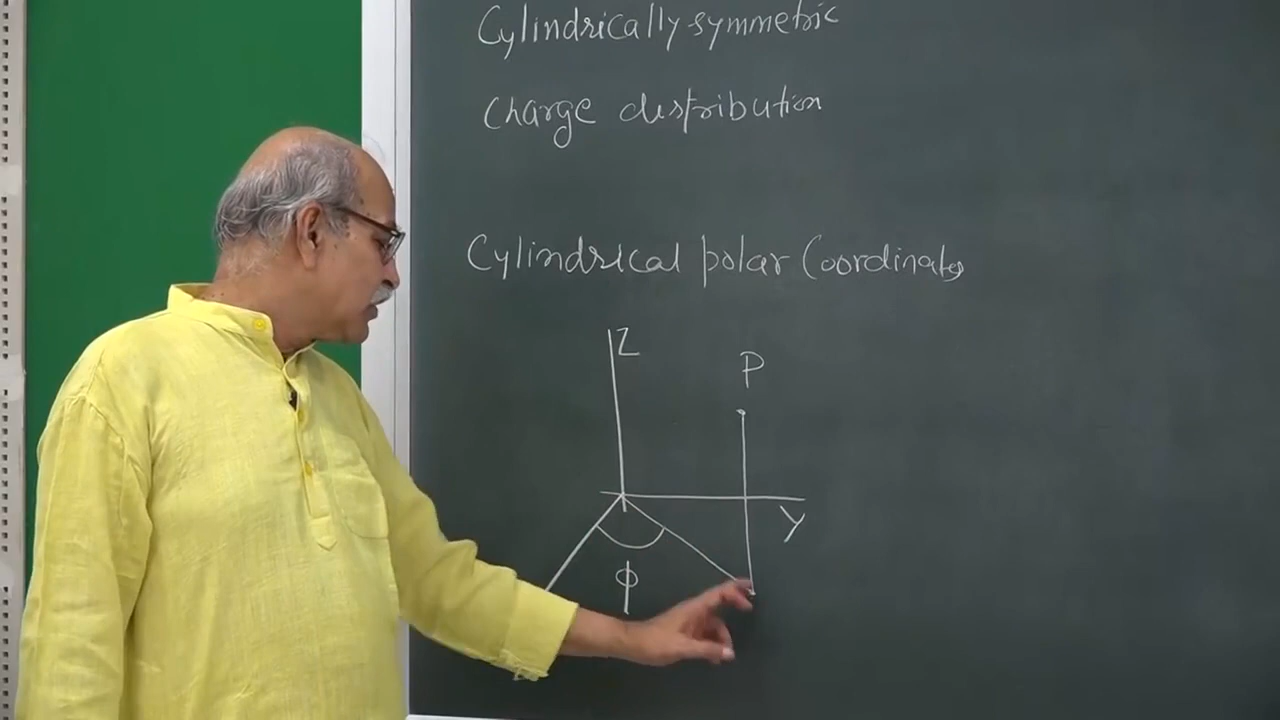 Cylindrically symmetric
Charge distribution
Cylindrical polar Coordinates
Z
P
Y
ϕ